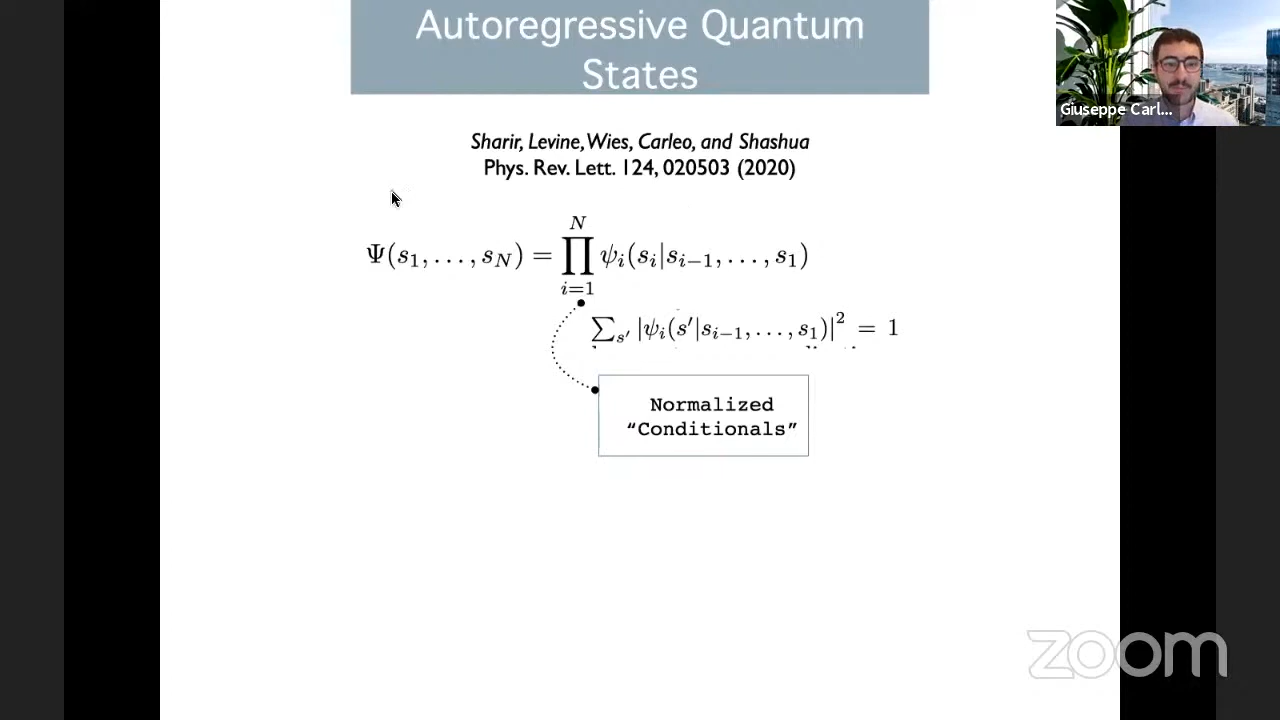 Autoregressive Quantum
States
Giuseppe Carl...
Sharir, Levine, Wies, Carleo, and Shashua
Phys. Rev. Lett. 124, 020503 (2020)
Ψ(s₁, . . . , s_N) = ∏_{i=1}^{N} ψᵢ(sᵢ|sᵢ₋₁, . . . , s₁)
∑_{s′} |ψᵢ(s′|sᵢ₋₁, . . . , s₁)|² = 1
Normalized
“Conditionals”
zoom